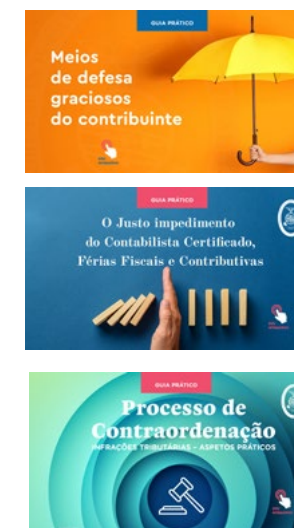 GUIA PRÁTICO
Meios
de defesa
graciosos
do contribuinte
GUIA PRÁTICO
O Justo impedimento
do Contabilista Certificado,
Férias Fiscais e Contributivas
GUIA PRÁTICO
Processo de
Contraordenação
INFRAÇÕES TRIBUTÁRIAS – ASPETOS PRÁTICOS